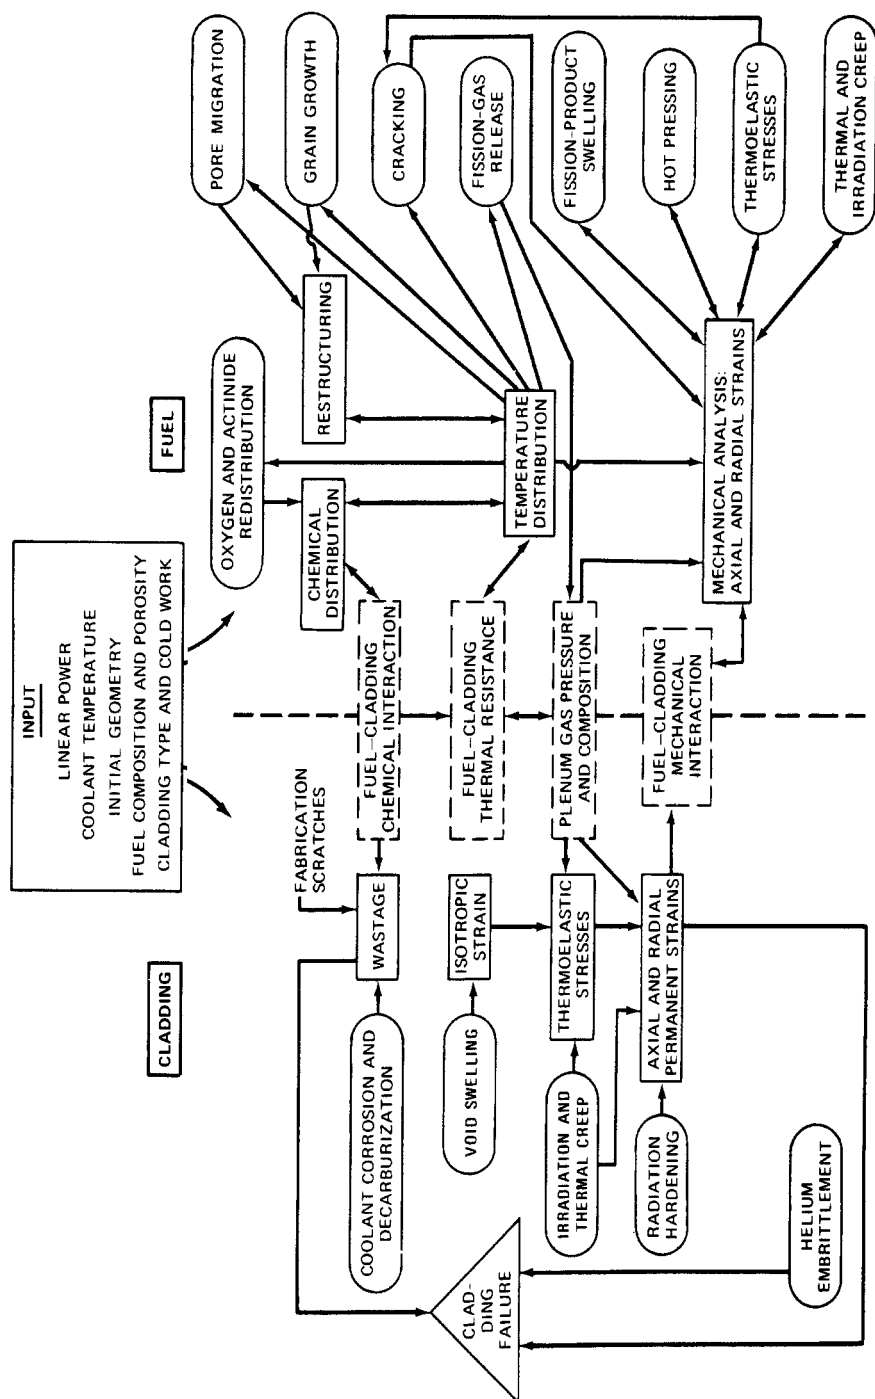 INPUT
LINEAR POWER
COOLANT TEMPERATURE
INITIAL GEOMETRY
FUEL COMPOSITION AND POROSITY
CLADDING TYPE AND COLD WORK
CLADDING
FUEL
FABRICATION
SCRATCHES
COOLANT CORROSION AND
DECARBURIZATION
WASTAGE
FUEL-CLADDING
CHEMICAL INTERACTION
CHEMICAL
DISTRIBUTION
OXYGEN AND ACTINIDE
REDISTRIBUTION
RESTRUCTURING
PORE MIGRATION
GRAIN GROWTH
CRACKING
FISSION-GAS
RELEASE
CLAD-
DING
FAILURE
VOID SWELLING
ISOTROPIC
STRAIN
FUEL-CLADDING
THERMAL RESISTANCE
TEMPERATURE
DISTRIBUTION
IRRADIATION AND
THERMAL CREEP
THERMOELASTIC
STRESSES
PLENUM GAS PRESSURE
AND COMPOSITION
FISSION-PRODUCT
SWELLING
HOT PRESSING
RADIATION
HARDENING
AXIAL AND RADIAL
PERMANENT STRAINS
FUEL-CLADDING
MECHANICAL
INTERACTION
MECHANICAL ANALYSIS:
AXIAL AND RADIAL STRAINS
THERMOELASTIC
STRESSES
THERMAL AND
IRRADIATION CREEP
HELIUM
EMBRITTLEMENT